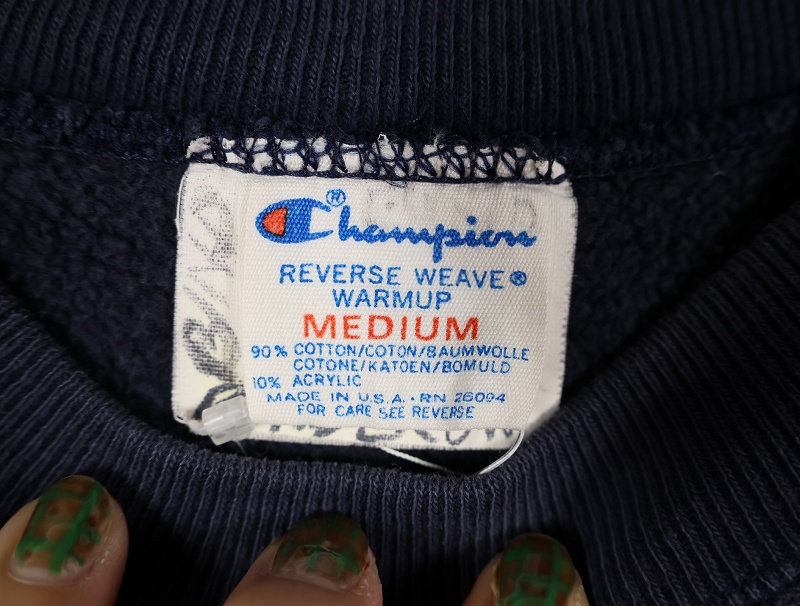 Champion®
REVERSE WEAVE®
WARMUP
MEDIUM
90% COTTON/COTON/BAUMWOLLE
COTONE/KATOEN/BOMULD
10% ACRYLIC
MADE IN U.S.A. · RN 26094
FOR CARE SEE REVERSE